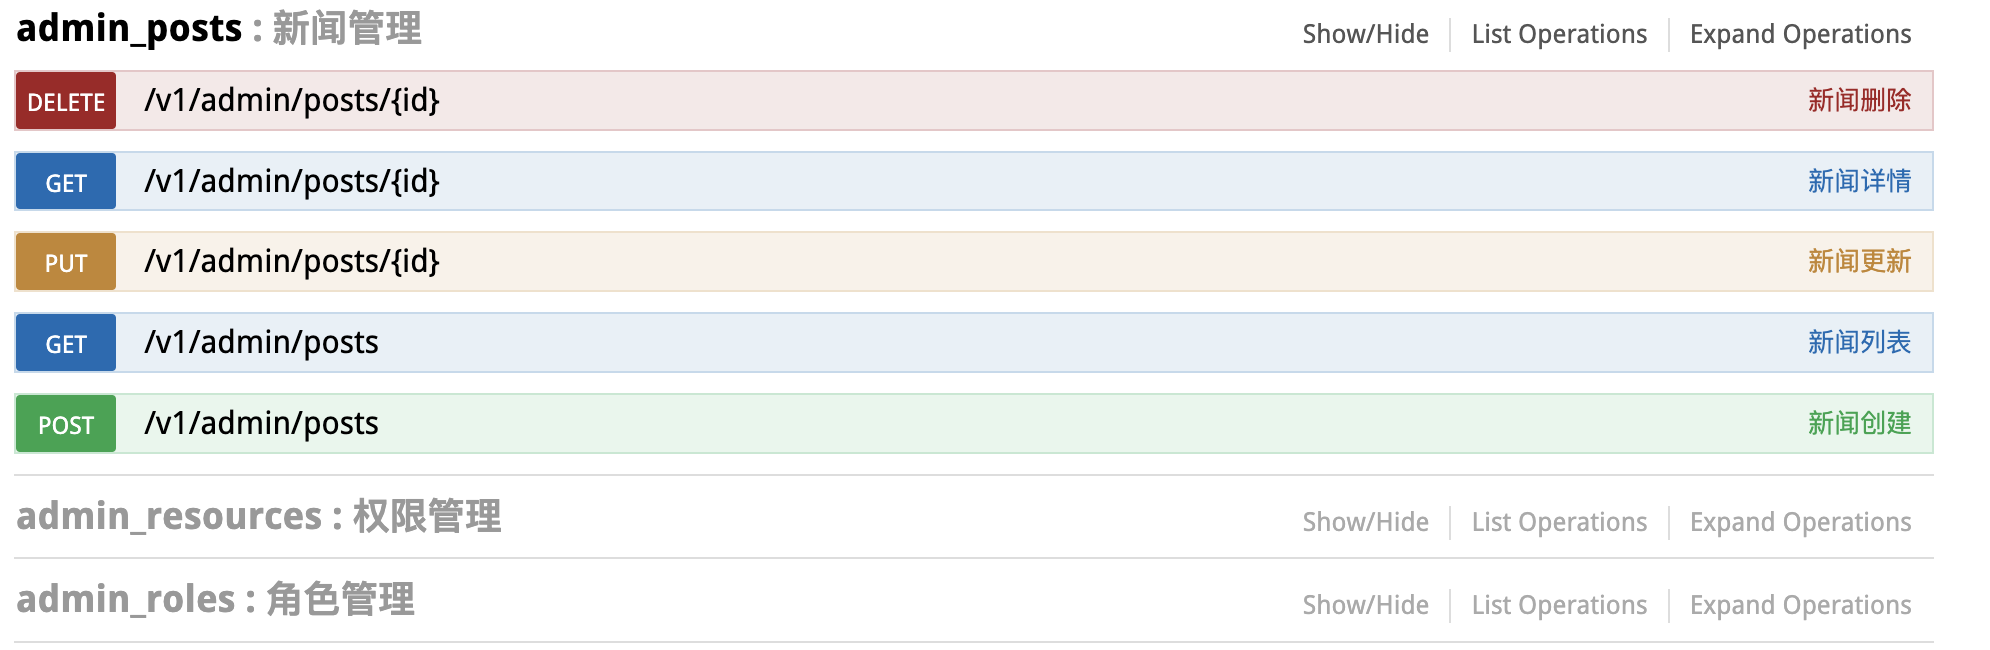 admin_posts : 新闻管理 Show/Hide List Operations Expand Operations
DELETE /v1/admin/posts/{id} 新闻删除
GET /v1/admin/posts/{id} 新闻详情
PUT /v1/admin/posts/{id} 新闻更新
GET /v1/admin/posts 新闻列表
POST /v1/admin/posts 新闻创建
admin_resources : 权限管理 Show/Hide List Operations Expand Operations
admin_roles : 角色管理 Show/Hide List Operations Expand Operations